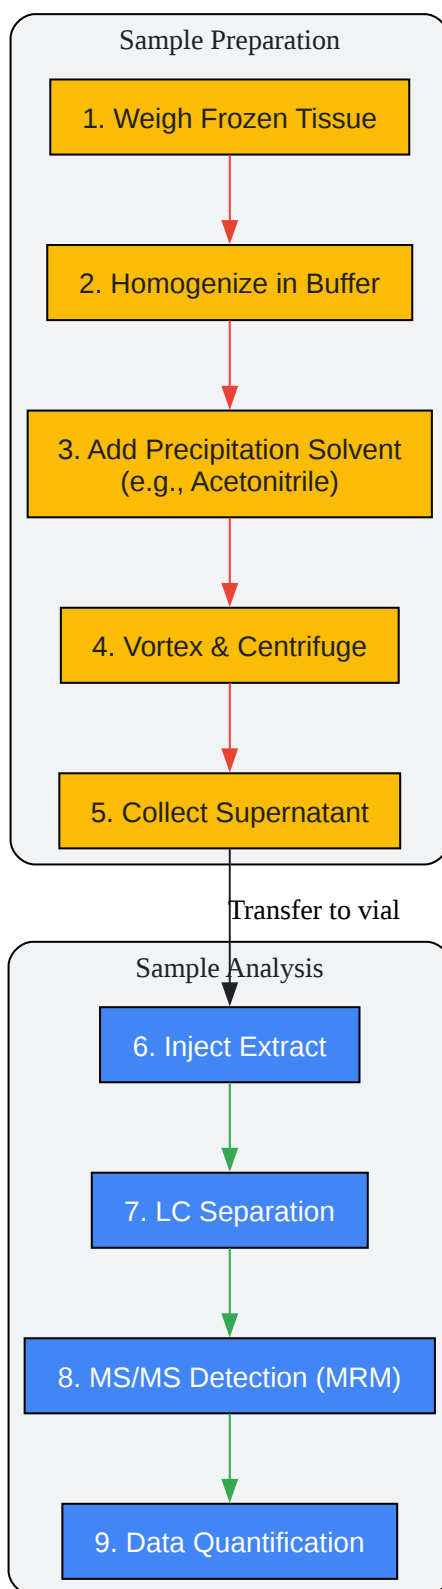 Sample Preparation
1. Weigh Frozen Tissue
2. Homogenize in Buffer
3. Add Precipitation Solvent
(e.g., Acetonitrile)
4. Vortex & Centrifuge
5. Collect Supernatant
Transfer to vial
Sample Analysis
6. Inject Extract
7. LC Separation
8. MS/MS Detection (MRM)
9. Data Quantification